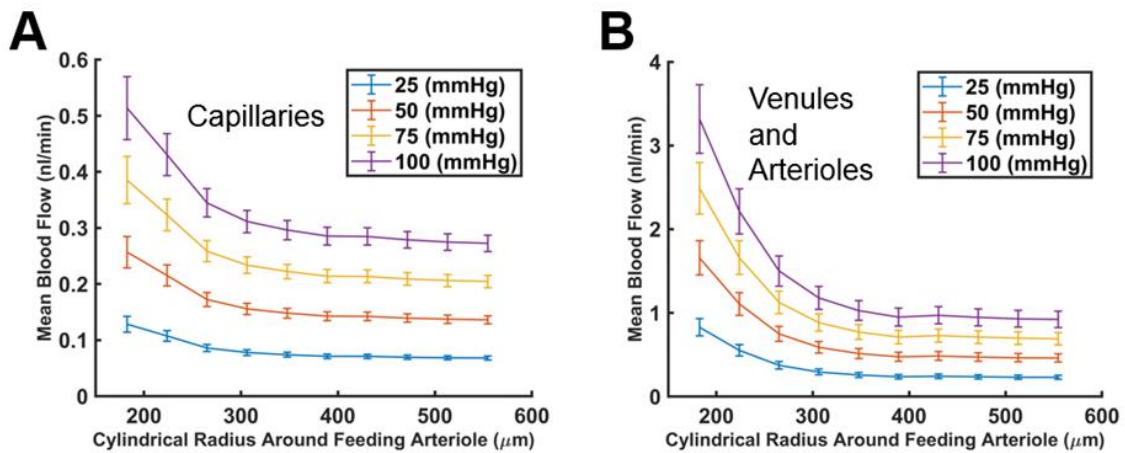 A
0.6
0.5
0.4
0.3
0.2
0.1
0
Mean Blood Flow (nl/min)
Capillaries
25 (mmHg)
50 (mmHg)
75 (mmHg)
100 (mmHg)
200
300
400
500
600
Cylindrical Radius Around Feeding Arteriole (μm)
B
4
3
2
1
0
Mean Blood Flow (nl/min)
Venules
and
Arterioles
25 (mmHg)
50 (mmHg)
75 (mmHg)
100 (mmHg)
200
300
400
500
600
Cylindrical Radius Around Feeding Arteriole (μm)